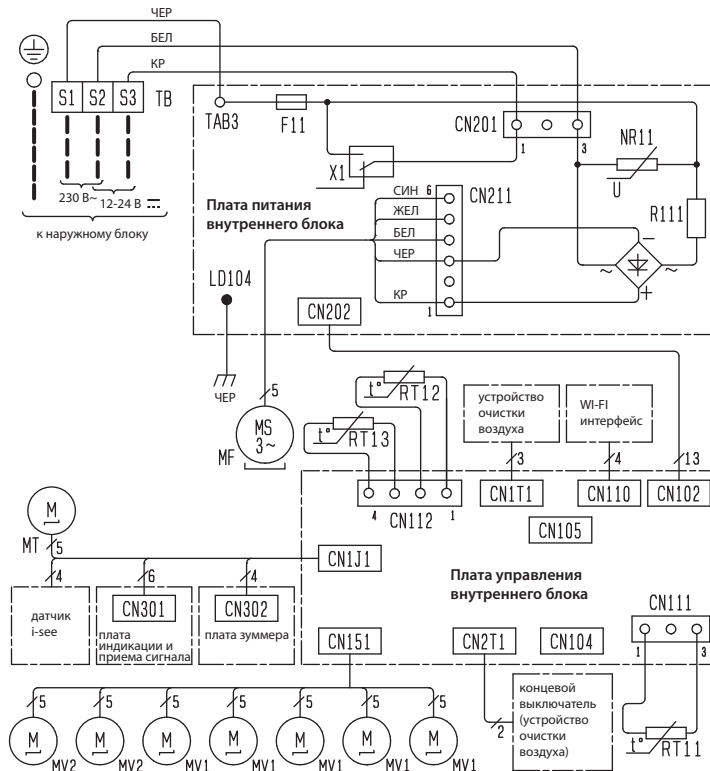 ЧЕР
БЕЛ
КР
S1 S2 S3 TB
TAB3
F11
CN201
1 3
NR11
U
X1
R111
230 В~ 12-24 В
к наружному блоку
Плата питания
внутреннего блока
СИН 6
ЖЕЛ
БЕЛ
ЧЕР
КР 1
CN211
~ ~
−
+
LD104
CN202
ЧЕР
5
MS
3~
MF
t° RT12
t° RT13
устройство
очистки
воздуха
WI-FI
интерфейс
3
4
13
4 1
CN112
CN1T1
CN110
CN102
CN105
M
MT 5
CN1J1
Плата управления
внутреннего блока
4
6
4
датчик
i-see
CN301
плата
индикации и
приема сигнала
CN302
плата зуммера
CN111
1 3
CN151
CN2T1
CN104
концевой
выключатель
(устройство
очистки
воздуха)
2
t° RT11
5 5 5 5 5 5 5
M M M M M M M
MV2 MV2 MV1 MV1 MV1 MV1 MV1